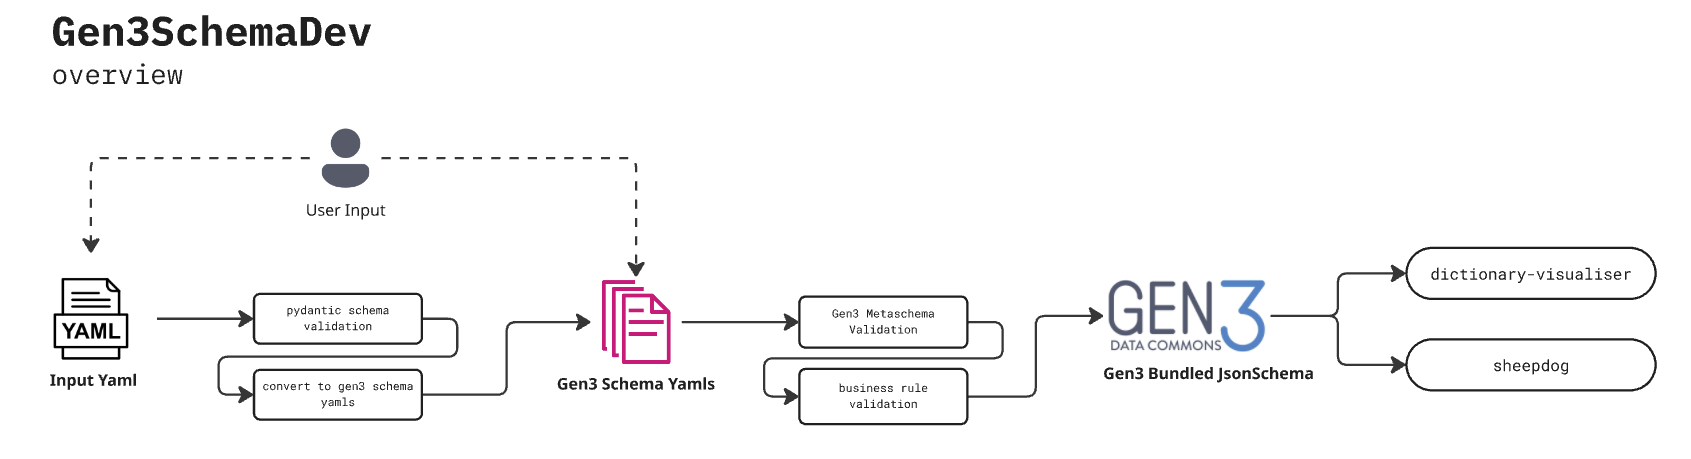 Gen3SchemaDev
overview
User Input
YAML
Input Yaml
pydantic schema
validation
convert to gen3 schema
yamls
Gen3 Schema Yamls
Gen3 Metaschema
Validation
business rule
validation
GEN3
DATA COMMONS
Gen3 Bundled JsonSchema
dictionary-visualiser
sheepdog